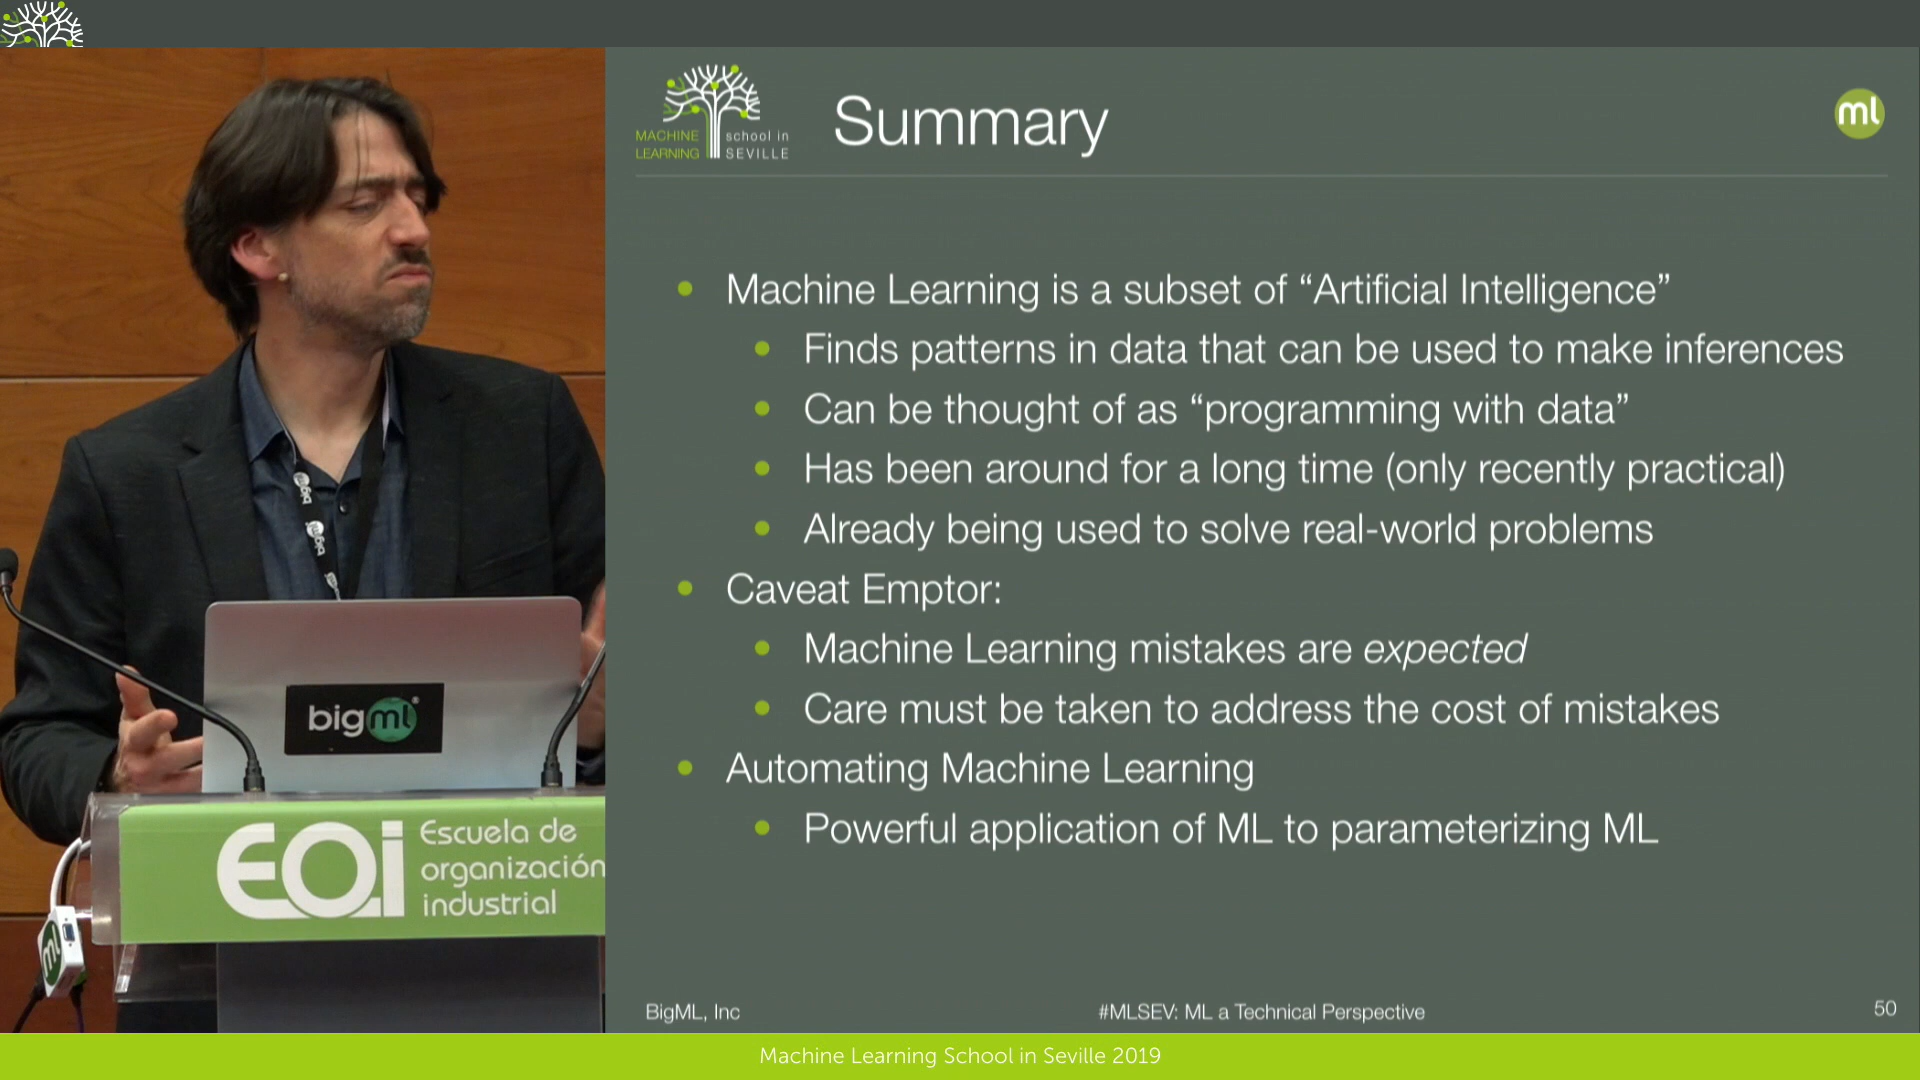 MACHINE LEARNING school in SEVILLE
Summary
ml
Machine Learning is a subset of “Artificial Intelligence”
Finds patterns in data that can be used to make inferences
Can be thought of as “programming with data”
Has been around for a long time (only recently practical)
Already being used to solve real-world problems
Caveat Emptor:
Machine Learning mistakes are expected
Care must be taken to address the cost of mistakes
Automating Machine Learning
Powerful application of ML to parameterizing ML
BigML, Inc
#MLSEV: ML a Technical Perspective
50
bigml
EOi
Escuela de
organización
industrial
ml
Machine Learning School in Seville 2019